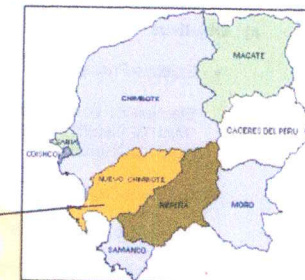 MACATE
CHIMBOTE
CACERES DEL PERU
COISHCO
NUEVO CHIMBOTE
NEPEÑA
MORO
SAMANCO